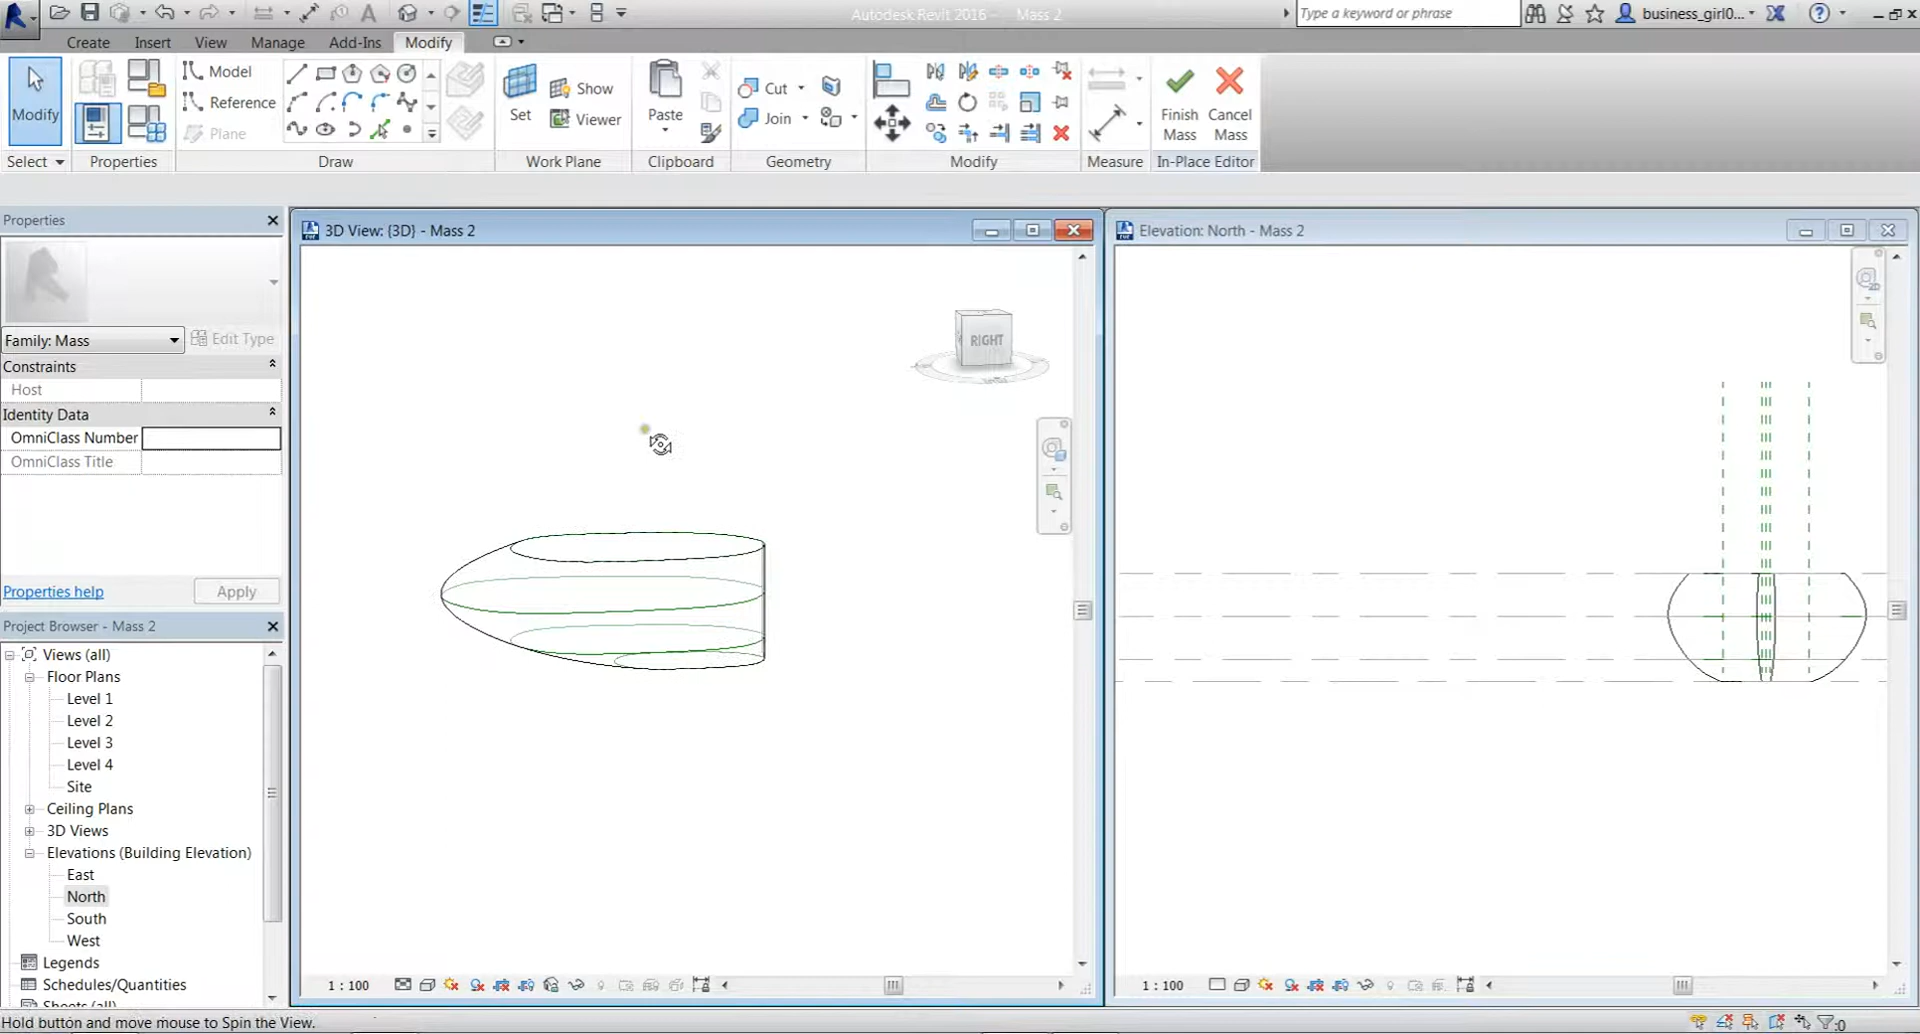 Autodesk Revit 2016 - Mass 2
Type a keyword or phrase
business_girl0...
Create Insert View Manage Add-Ins Modify
Modify
Model
Reference
Plane
Set
Show
Viewer
Paste
Cut
Join
Finish Mass
Cancel Mass
Select Properties Draw Work Plane Clipboard Geometry Modify Measure In-Place Editor
Properties
Family: Mass
Edit Type
Constraints
Host
Identity Data
OmniClass Number
OmniClass Title
Properties help
Apply
Project Browser - Mass 2
Views (all)
Floor Plans
Level 1
Level 2
Level 3
Level 4
Site
Ceiling Plans
3D Views
Elevations (Building Elevation)
East
North
South
West
Legends
Schedules/Quantities
Sheets (all)
3D View: {3D} - Mass 2
RIGHT
1 : 100
Elevation: North - Mass 2
2D
1 : 100
Hold button and move mouse to Spin the View.
:0